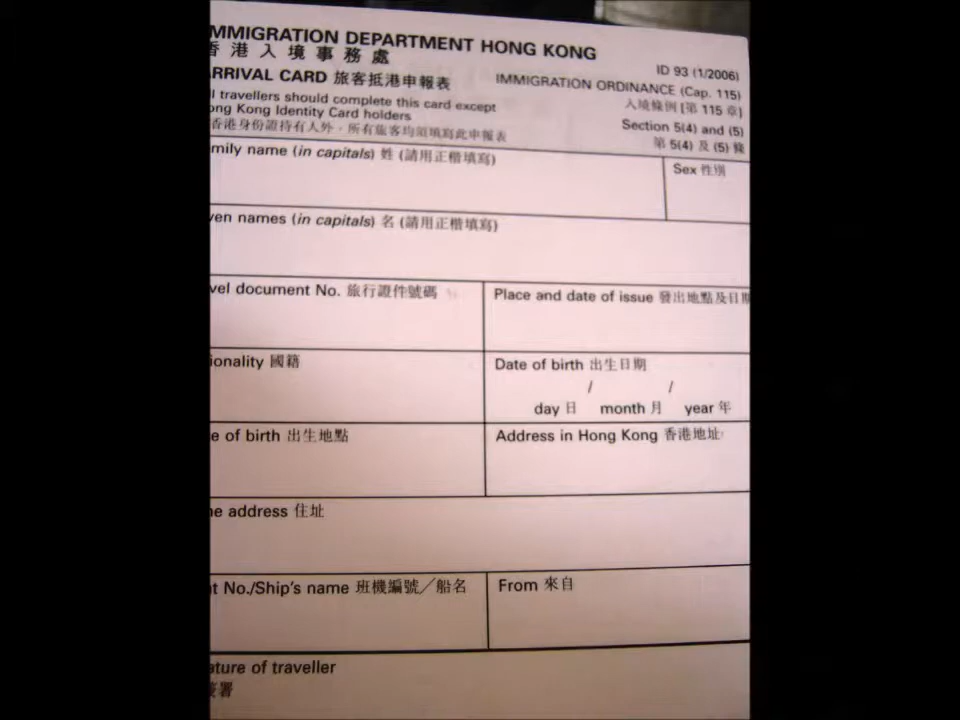 MMIGRATION DEPARTMENT HONG KONG
香港入境事務處
ID 93 (1/2006)
ARRIVAL CARD 旅客抵港申報表
IMMIGRATION ORDINANCE (Cap. 115)
入境條例 [第 115 章]
l travellers should complete this card except
ong Kong Identity Card holders
Section 5(4) and (5)
香港身份證持有人外，所有旅客均須填寫此申報表
第 5(4) 及 (5) 條
mily name (in capitals) 姓 (請用正楷填寫)
Sex 性別
ven names (in capitals) 名 (請用正楷填寫)
vel document No. 旅行證件號碼
Place and date of issue 發出地點及日期
ionality 國籍
Date of birth 出生日期
/ /
day 日 month 月 year 年
e of birth 出生地點
Address in Hong Kong 香港地址
ne address 住址
t No./Ship's name 班機編號／船名
From 來自
ature of traveller
簽署